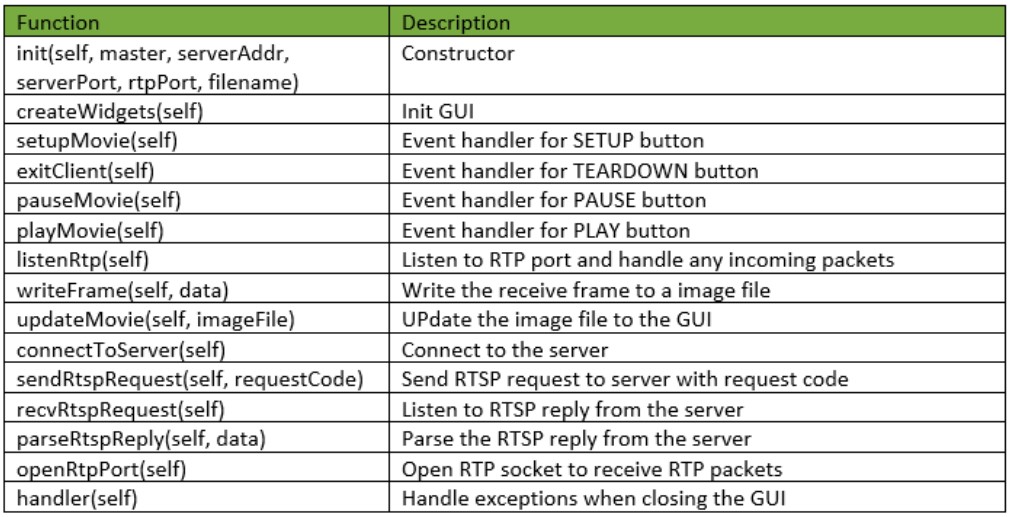 Function Description
init(self, master, serverAddr, Constructor
serverPort, rtpPort, filename)
createWidgets(self) Init GUI
setupMovie(self) Event handler for SETUP button
exitClient(self) Event handler for TEARDOWN button
pauseMovie(self) Event handler for PAUSE button
playMovie(self) Event handler for PLAY button
listenRtp(self) Listen to RTP port and handle any incoming packets
writeFrame(self, data) Write the receive frame to a image file
updateMovie(self, imageFile) UPdate the image file to the GUI
connectToServer(self) Connect to the server
sendRtspRequest(self, requestCode) Send RTSP request to server with request code
recvRtspRequest(self) Listen to RTSP reply from the server
parseRtspReply(self, data) Parse the RTSP reply from the server
openRtpPort(self) Open RTP socket to receive RTP packets
handler(self) Handle exceptions when closing the GUI